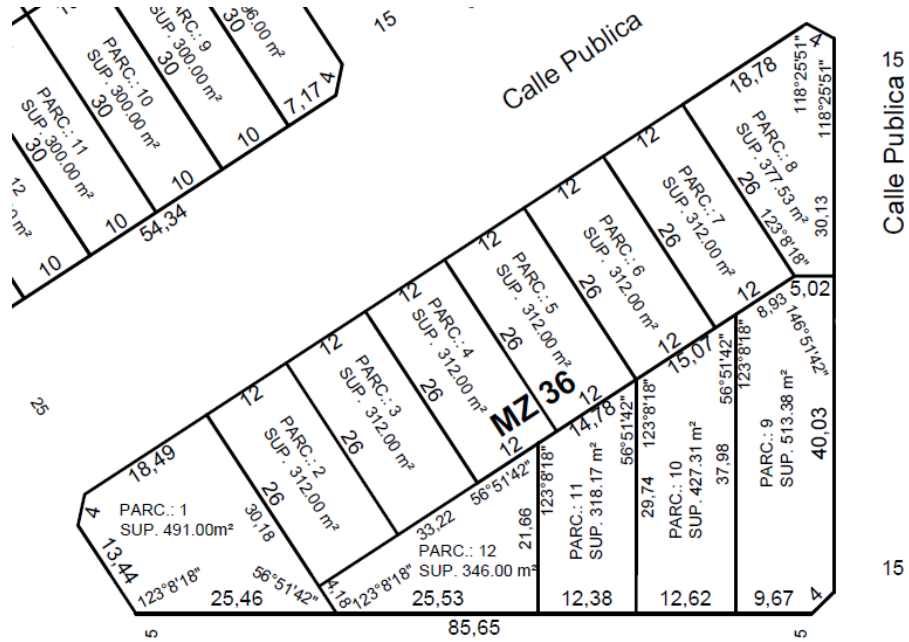 15
PARC.: 9
SUP. 300.00 m²
30
96.00 m²
30
7,17
4
PARC.: 10
SUP. 300.00 m²
30
10
PARC.: 11
SUP. 300.00 m²
30
10
12
10
10
54,34
Calle Publica
4
118°25'51"
118°25'51"
15
Calle Publica
15
18,78
PARC.: 8
SUP. 377.53 m²
26
123°8'18"
30,13
12
PARC.: 7
SUP. 312.00 m²
26
12
12
PARC.: 6
SUP. 312.00 m²
26
12
12
PARC.: 5
SUP. 312.00 m²
26
12
12
PARC.: 4
SUP. 312.00 m²
26
12
12
PARC.: 3
SUP. 312.00 m²
26
12
PARC.: 2
SUP. 312.00 m²
26
30,18
MZ 36
25
18,49
4
PARC.: 1
SUP. 491.00m²
13,44
123°8'18"
25,46
56°51'42"
4,18
123°8'18"
33,22
56°51'42"
PARC.: 12
SUP. 346.00 m²
21,66
25,53
123°8'18"
14,78
56°51'42"
PARC.: 11
SUP. 318.17 m²
12,38
29,74
123°8'18"
15,07
56°51'42"
PARC.: 10
SUP. 427.31 m²
37,98
12,62
123°8'18"
8,93
146°51'42"
5,02
PARC.: 9
SUP. 513.38 m²
40,03
9,67
4
5
85,65
5